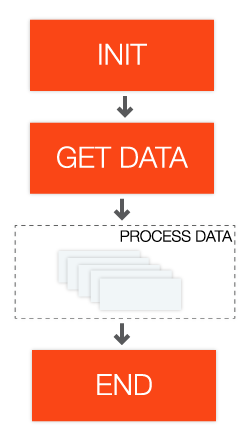 INIT
GET DATA
PROCESS DATA
END